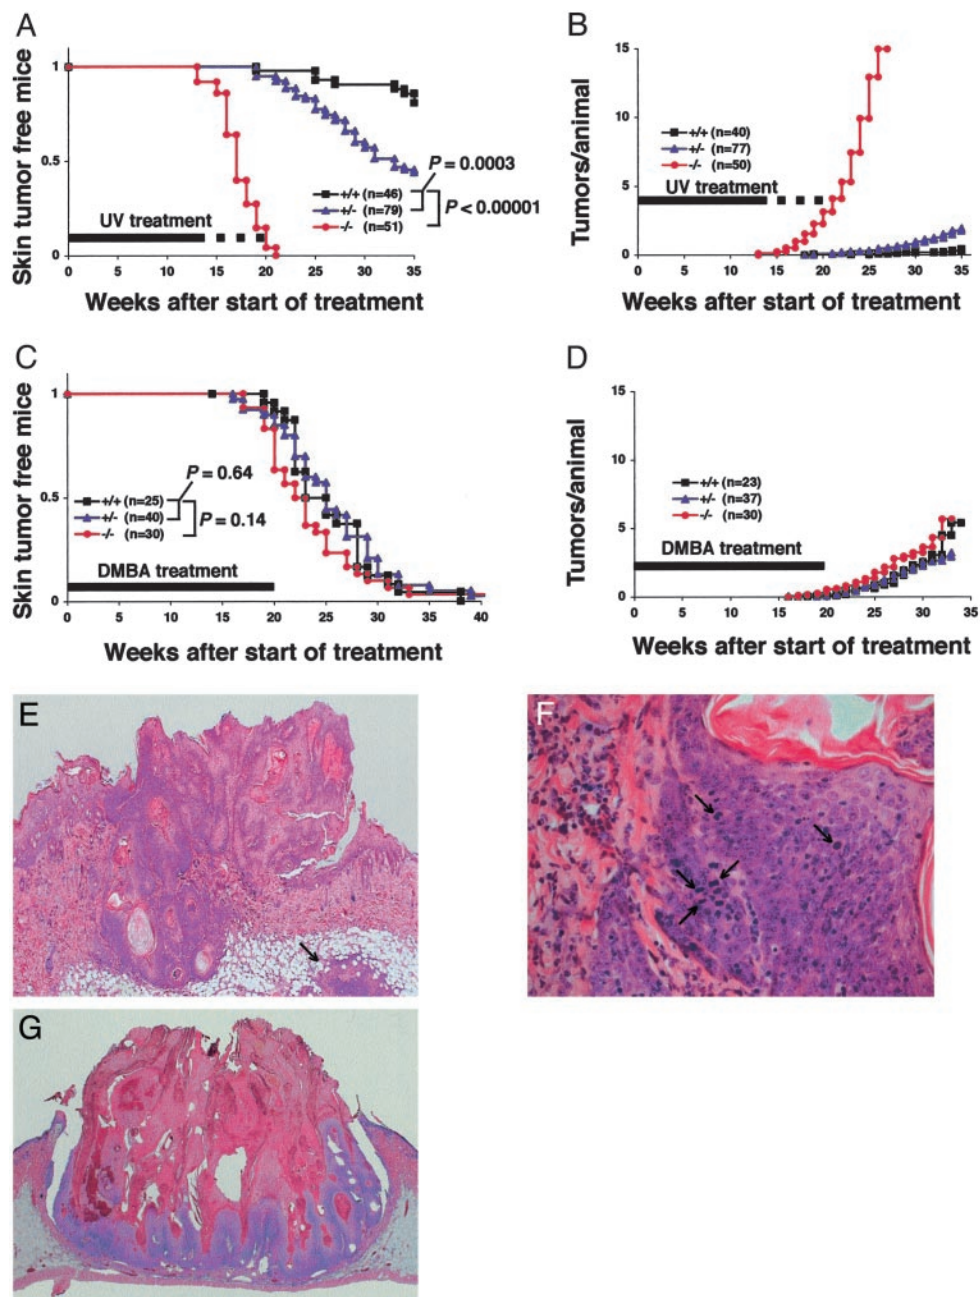 A
Skin tumor free mice
1
0.5
0
P = 0.0003
+/+ (n=46)
+/- (n=79)
-/- (n=51)
P < 0.00001
UV treatment
0 5 10 15 20 25 30 35
Weeks after start of treatment
B
Tumors/animal
15
10
5
0
+/+ (n=40)
+/- (n=77)
-/- (n=50)
UV treatment
0 5 10 15 20 25 30 35
Weeks after start of treatment
C
Skin tumor free mice
1
0.5
0
P = 0.64
+/+ (n=25)
+/- (n=40)
-/- (n=30)
P = 0.14
DMBA treatment
0 10 20 25 30 35 40
Weeks after start of treatment
D
Tumors/animal
15
10
5
0
+/+ (n=23)
+/- (n=37)
-/- (n=30)
DMBA treatment
0 5 10 15 20 25 30 35
Weeks after start of treatment
E
F
G